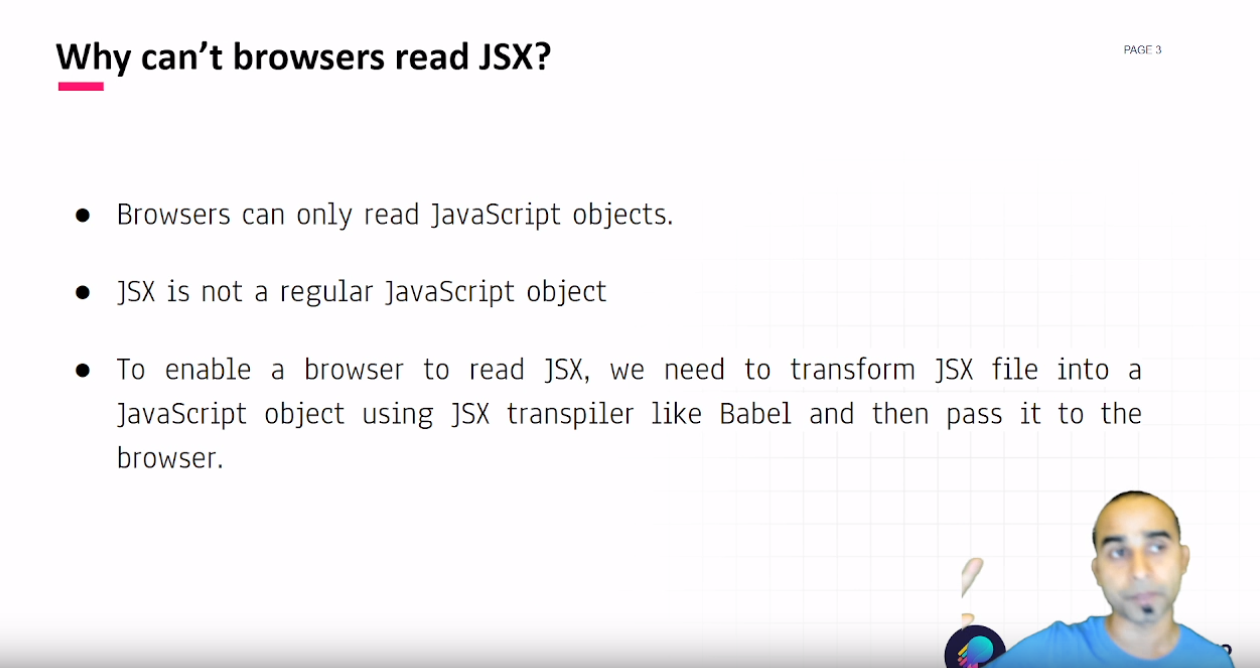 Why can’t browsers read JSX?
PAGE 3
● Browsers can only read JavaScript objects.
● JSX is not a regular JavaScript object
● To enable a browser to read JSX, we need to transform JSX file into a
JavaScript object using JSX transpiler like Babel and then pass it to the
browser.